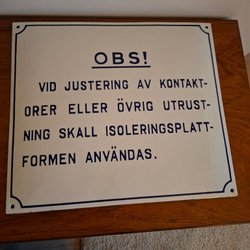 OBS!
VID JUSTERING AV KONTAKT-
ORER ELLER ÖVRIG UTRUST-
NING SKALL ISOLERINGSPLATT-
FORMEN ANVÄNDAS.